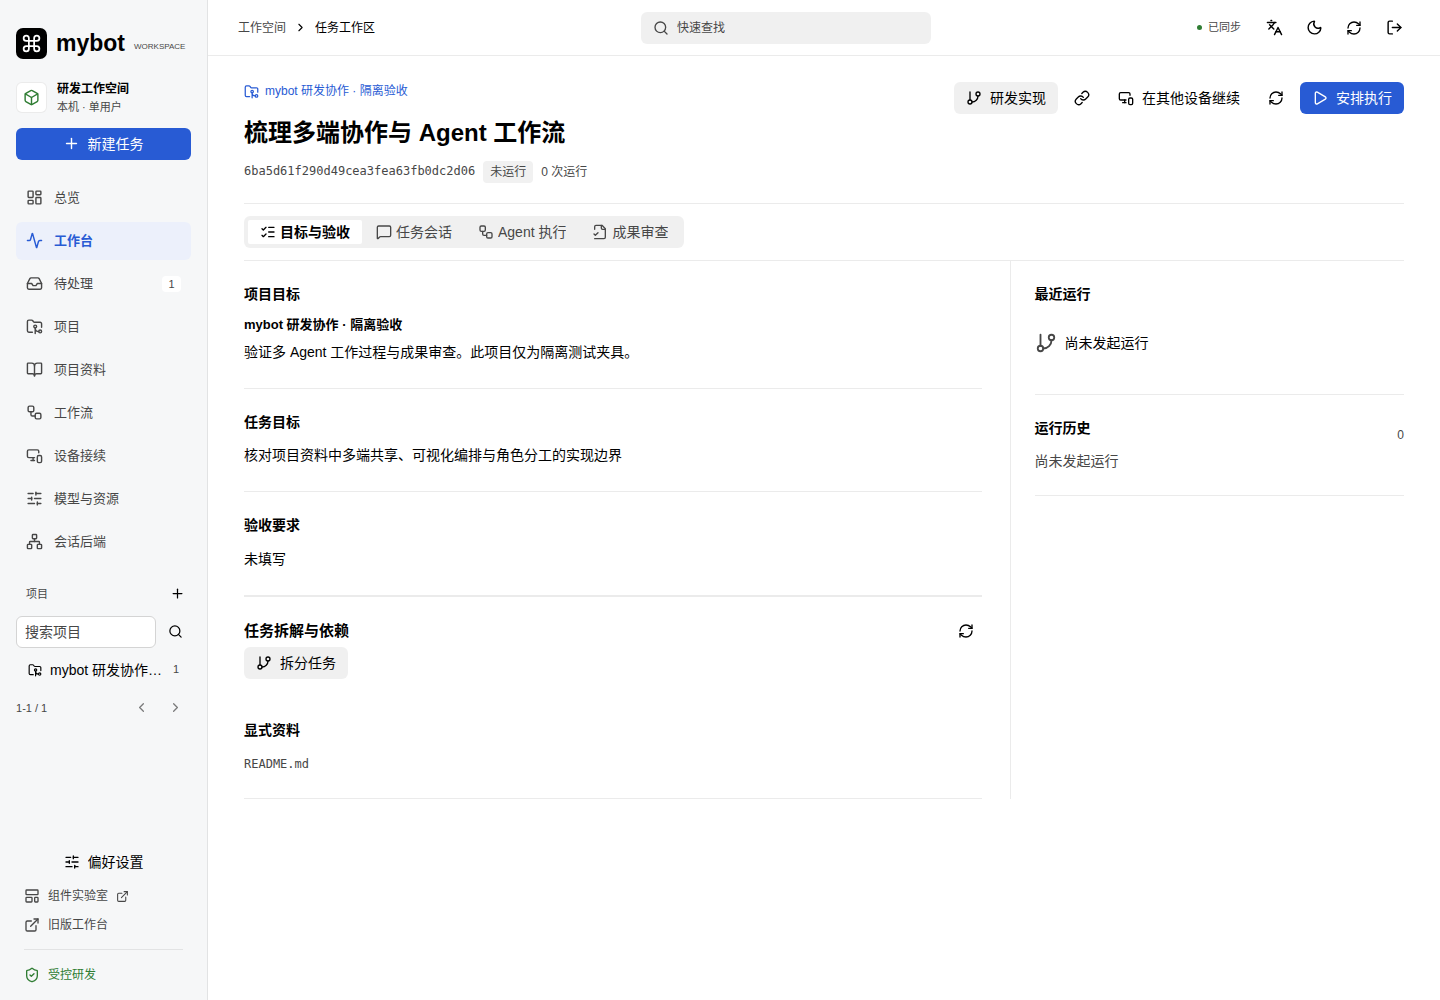 mybot WORKSPACE
研发工作空间
本机 · 单用户
新建任务
总览
工作台
待处理 1
项目
项目资料
工作流
设备接续
模型与资源
会话后端
项目
搜索项目
mybot 研发协作… 1
1-1 / 1
偏好设置
组件实验室
旧版工作台
受控研发
工作空间 任务工作区
快速查找
已同步
mybot 研发协作 · 隔离验收
研发实现
在其他设备继续
安排执行
梳理多端协作与 Agent 工作流
6ba5d61f290d49cea3fea63fb0dc2d06 未运行 0 次运行
目标与验收 任务会话 Agent 执行 成果审查
项目目标
mybot 研发协作 · 隔离验收
验证多 Agent 工作过程与成果审查。此项目仅为隔离测试夹具。
任务目标
核对项目资料中多端共享、可视化编排与角色分工的实现边界
验收要求
未填写
任务拆解与依赖
拆分任务
显式资料
README.md
最近运行
尚未发起运行
运行历史 0
尚未发起运行